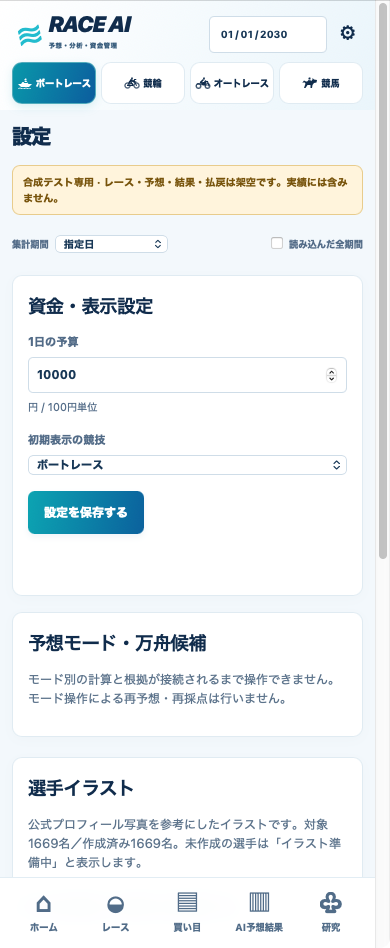 RACE AI
予想・分析・資金管理
01/01/2030
ボートレース
競輪
オートレース
競馬
設定
合成テスト専用 · レース・予想・結果・払戻は架空です。実績には含み
ません。
集計期間
指定日
読み込んだ全期間
資金・表示設定
1日の予算
10000
円 / 100円単位
初期表示の競技
ボートレース
設定を保存する
予想モード・万舟候補
モード別の計算と根拠が接続されるまで操作できません。
モード操作による再予想・再採点は行いません。
選手イラスト
公式プロフィール写真を参考にしたイラストです。対象
1669名／作成済み1669名。未作成の選手は「イラスト準
備中」と表示します。
ホーム
レース
買い目
AI予想結果
研究